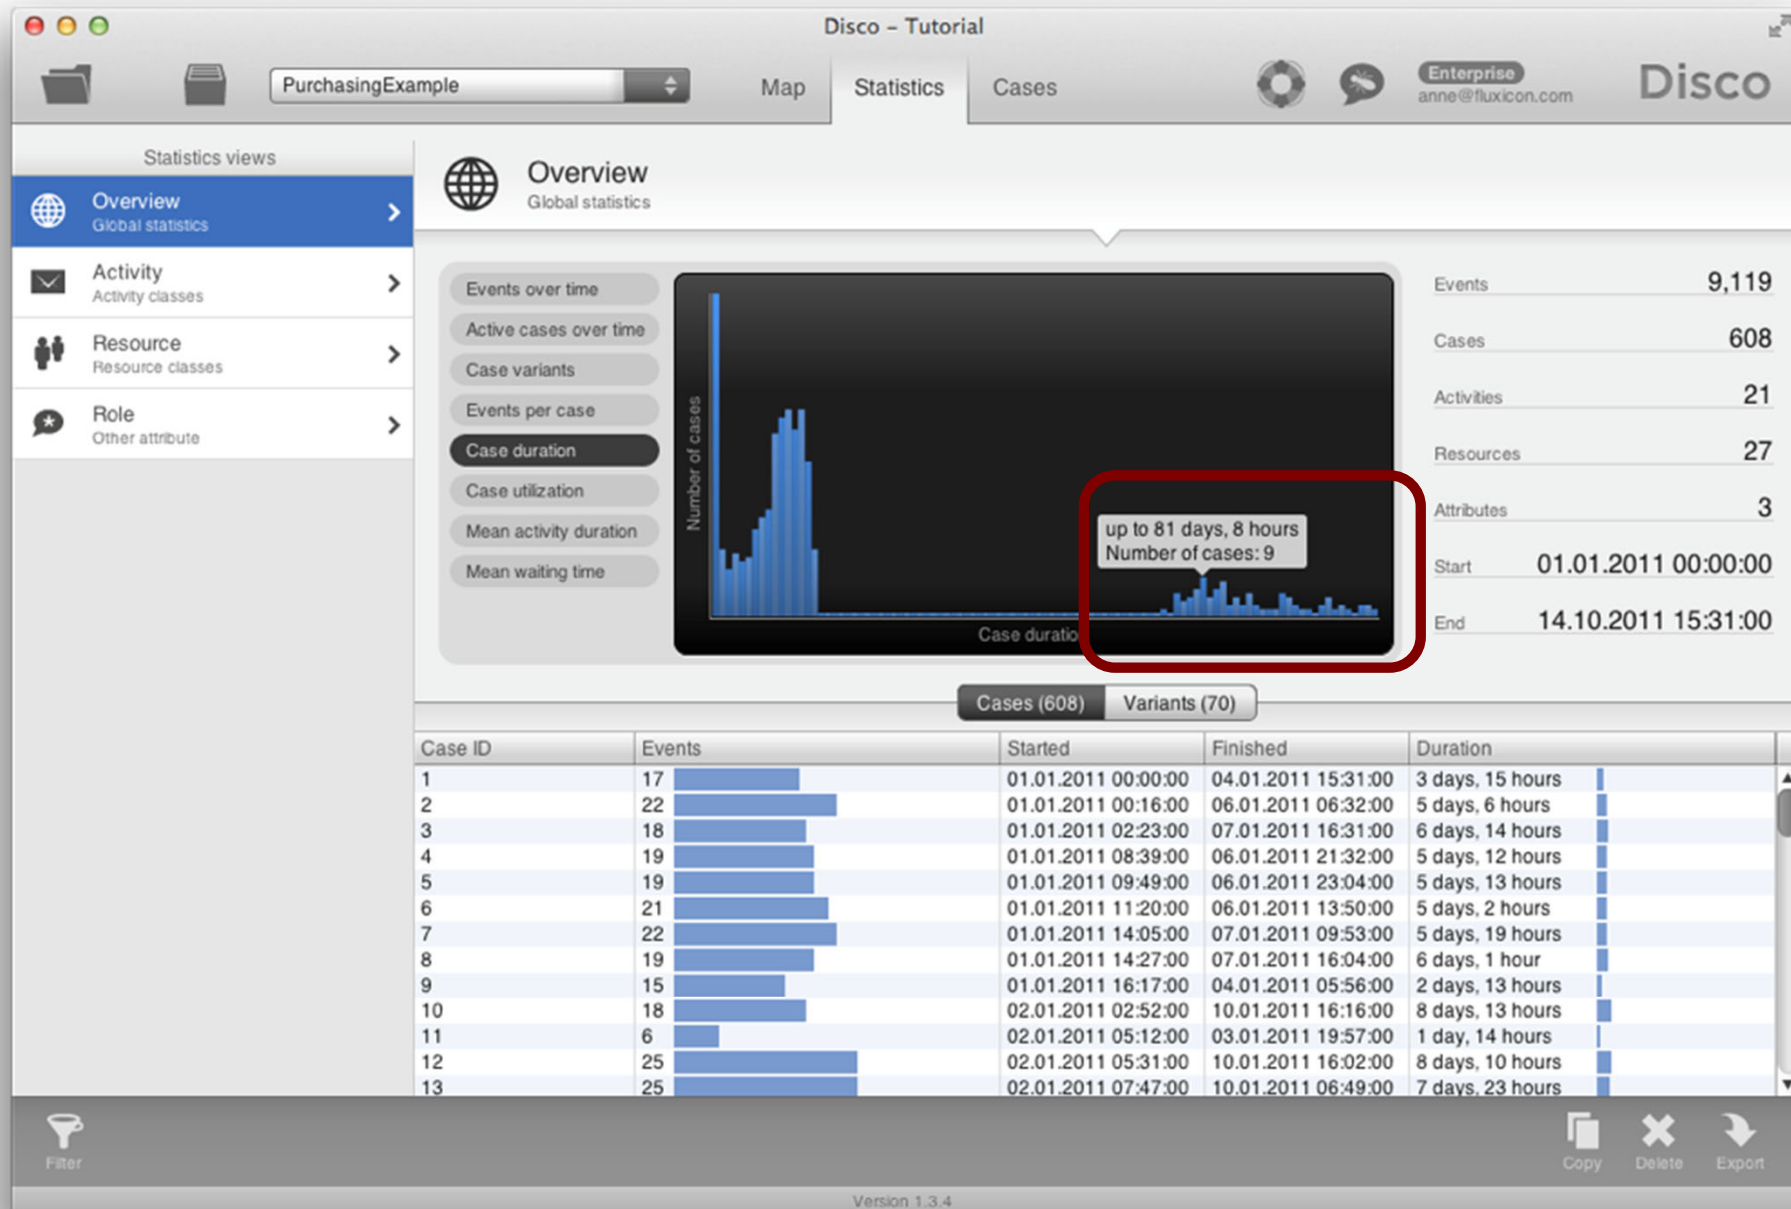 Disco – Tutorial
PurchasingExample
Map
Statistics
Cases
Enterprise
anne@fluxicon.com
Disco
Statistics views
Overview
Global statistics
Activity
Activity classes
Resource
Resource classes
Role
Other attribute
Overview
Global statistics
Events over time
Active cases over time
Case variants
Events per case
Case duration
Case utilization
Mean activity duration
Mean waiting time
Number of cases
up to 81 days, 8 hours
Number of cases: 9
Case duratio
Events 9,119
Cases 608
Activities 21
Resources 27
Attributes 3
Start 01.01.2011 00:00:00
End 14.10.2011 15:31:00
Cases (608) Variants (70)
Case ID Events Started Finished Duration
1 17 01.01.2011 00:00:00 04.01.2011 15:31:00 3 days, 15 hours
2 22 01.01.2011 00:16:00 06.01.2011 06:32:00 5 days, 6 hours
3 18 01.01.2011 02:23:00 07.01.2011 16:31:00 6 days, 14 hours
4 19 01.01.2011 08:39:00 06.01.2011 21:32:00 5 days, 12 hours
5 19 01.01.2011 09:49:00 06.01.2011 23:04:00 5 days, 13 hours
6 21 01.01.2011 11:20:00 06.01.2011 13:50:00 5 days, 2 hours
7 22 01.01.2011 14:05:00 07.01.2011 09:53:00 5 days, 19 hours
8 19 01.01.2011 14:27:00 07.01.2011 16:04:00 6 days, 1 hour
9 15 01.01.2011 16:17:00 04.01.2011 05:56:00 2 days, 13 hours
10 18 02.01.2011 02:52:00 10.01.2011 16:16:00 8 days, 13 hours
11 6 02.01.2011 05:12:00 03.01.2011 19:57:00 1 day, 14 hours
12 25 02.01.2011 05:31:00 10.01.2011 16:02:00 8 days, 10 hours
13 25 02.01.2011 07:47:00 10.01.2011 06:49:00 7 days, 23 hours
Filter
Copy
Delete
Export
Version 1.3.4